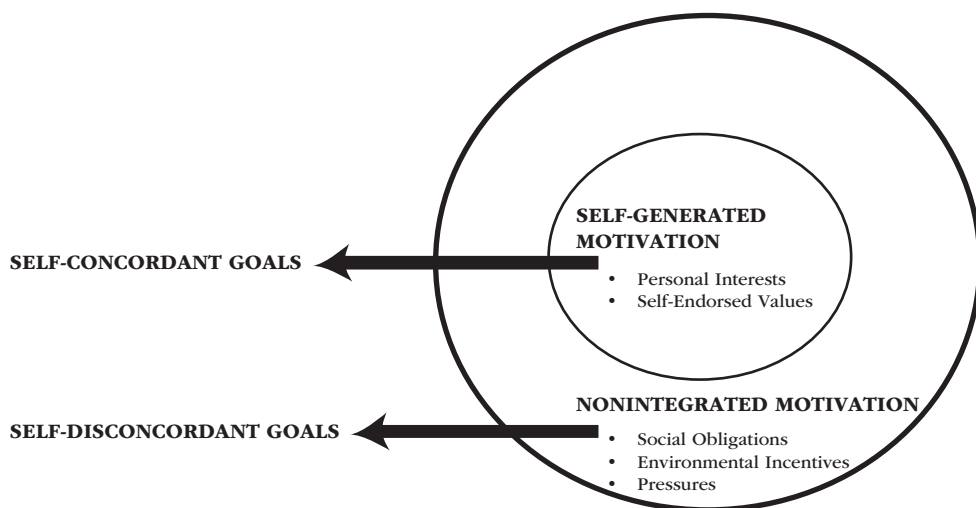 SELF-GENERATED
MOTIVATION
SELF-CONCORDANT GOALS
• Personal Interests
• Self-Endorsed Values
NONINTEGRATED MOTIVATION
SELF-DISCONCORDANT GOALS
• Social Obligations
• Environmental Incentives
• Pressures